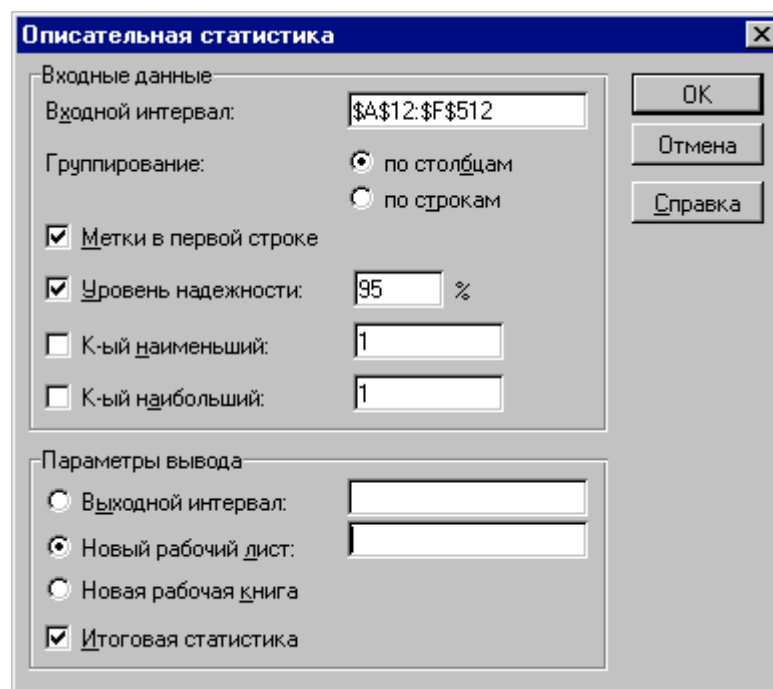 Описательная статистика
Входные данные
Входной интервал: $A$12:$F$512
OK
Отмена
Группирование: по столбцам
по строкам
Справка
Метки в первой строке
Уровень надежности: 95 %
К-ый наименьший: 1
К-ый наибольший: 1
Параметры вывода
Выходной интервал:
Новый рабочий лист:
Новая рабочая книга
Итоговая статистика